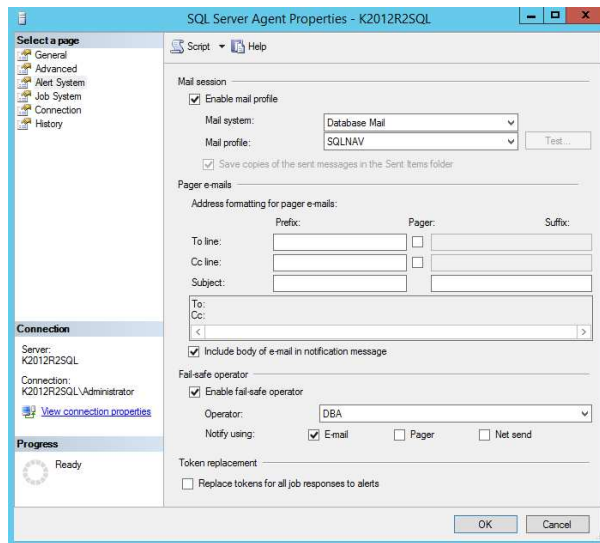 SQL Server Agent Properties - K2012R2SQL
Select a page
General
Advanced
Alert System
Job System
Connection
History
Script Help
Mail session
Enable mail profile
Mail system: Database Mail
Mail profile: SQLNAV Test...
Save copies of the sent messages in the Sent Items folder
Pager e-mails
Address formatting for pager e-mails:
Prefix: Pager: Suffix:
To line:
Cc line:
Subject:
To:
Cc:
Include body of e-mail in notification message
Fail-safe operator
Enable fail-safe operator
Operator: DBA
Notify using: E-mail Pager Net send
Token replacement
Replace tokens for all job responses to alerts
Connection
Server:
K2012R2SQL
Connection:
K2012R2SQL\Administrator
View connection properties
Progress
Ready
OK Cancel